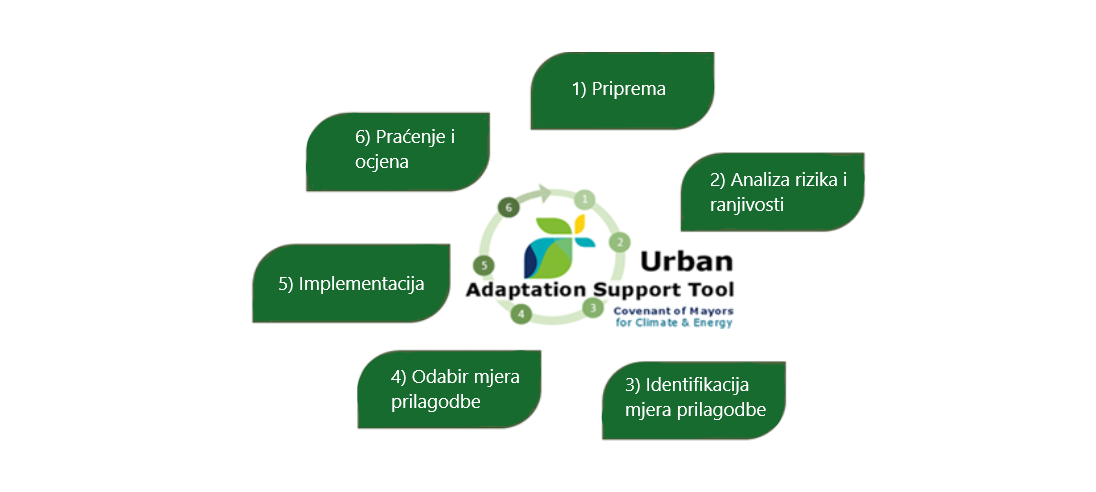 1) Priprema
2) Analiza rizika i
ranjivosti
3) Identifikacija
mjera prilagodbe
4) Odabir mjera
prilagodbe
5) Implementacija
6) Praćenje i
ocjena
1
2
3
4
5
6
Urban
Adaptation Support Tool
Covenant of Mayors
for Climate & Energy